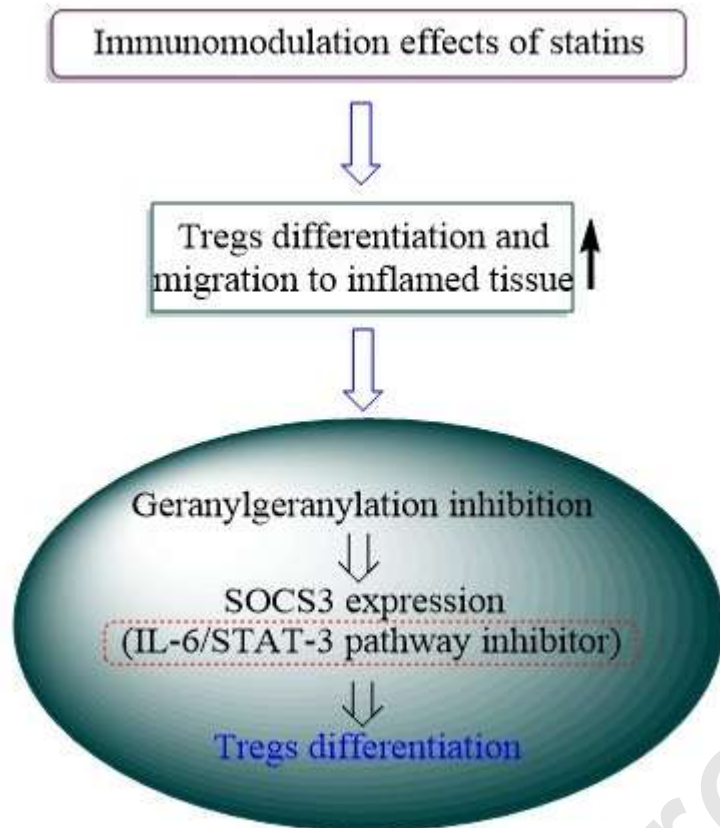 Immunomodulation effects of statins
Tregs differentiation and
migration to inflamed tissue
Geranylgeranylation inhibition
SOCS3 expression
(IL-6/STAT-3 pathway inhibitor)
Tregs differentiation